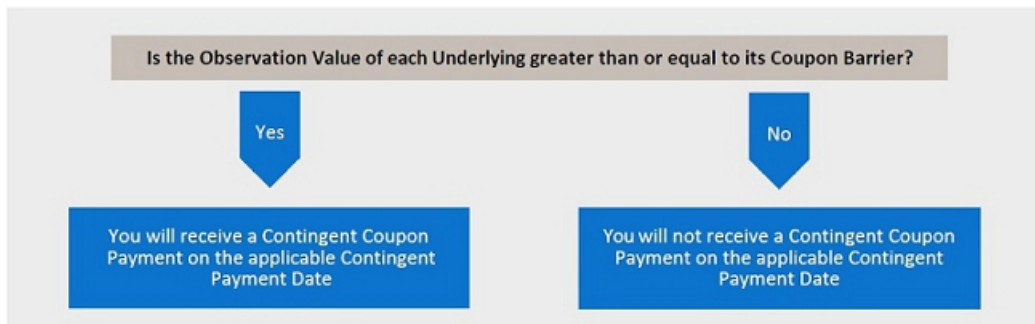 Is the Observation Value of each Underlying greater than or equal to its Coupon Barrier?
Yes
No
You will receive a Contingent Coupon
Payment on the applicable Contingent
Payment Date
You will not receive a Contingent Coupon
Payment on the applicable Contingent
Payment Date